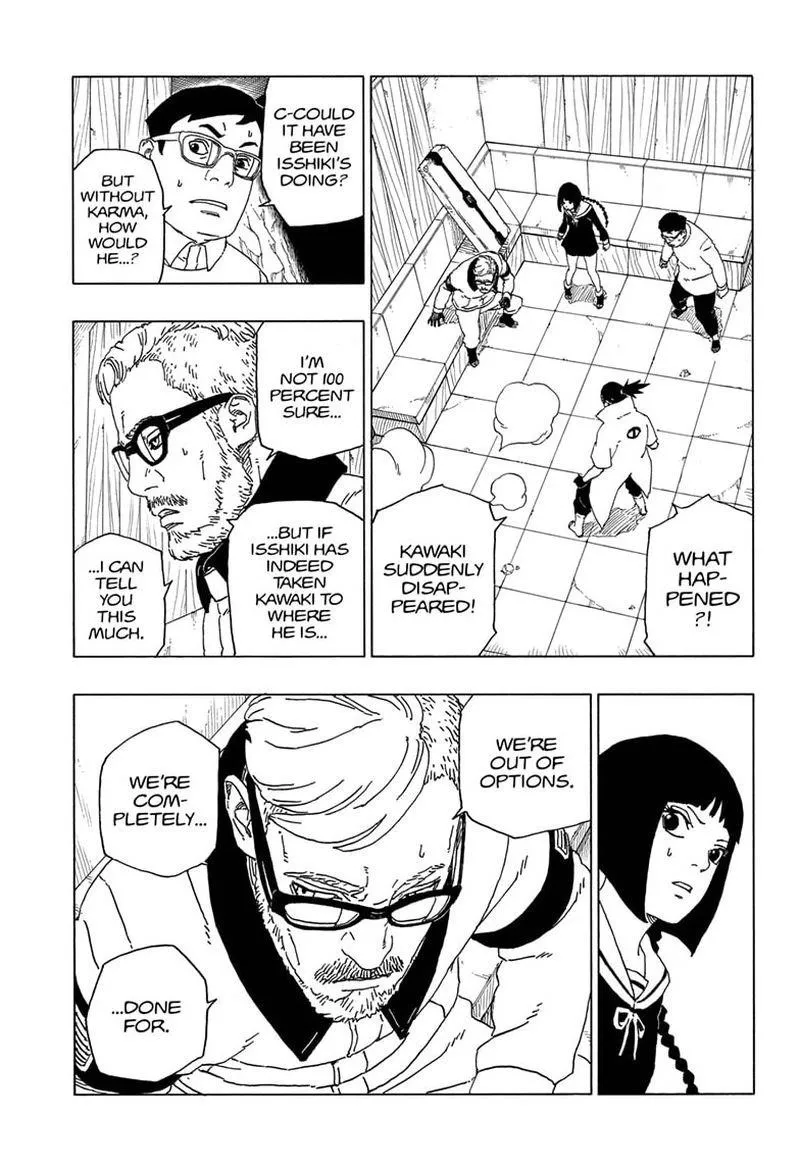 WHAT
HAP-
PENED
?!
KAWAKI
SUDDENLY
DISAP-
PEARED!
C-COULD
IT HAVE
BEEN
ISSHIKI'S
DOING?
BUT
WITHOUT
KARMA,
HOW
WOULD
HE...?
I'M
NOT 100
PERCENT
SURE...
...BUT IF
ISSHIKI HAS
INDEED
TAKEN
KAWAKI TO
WHERE
HE IS...
...I CAN
TELL
YOU
THIS
MUCH.
WE'RE
OUT OF
OPTIONS.
WE'RE
COM-
PLETELY...
...DONE
FOR.